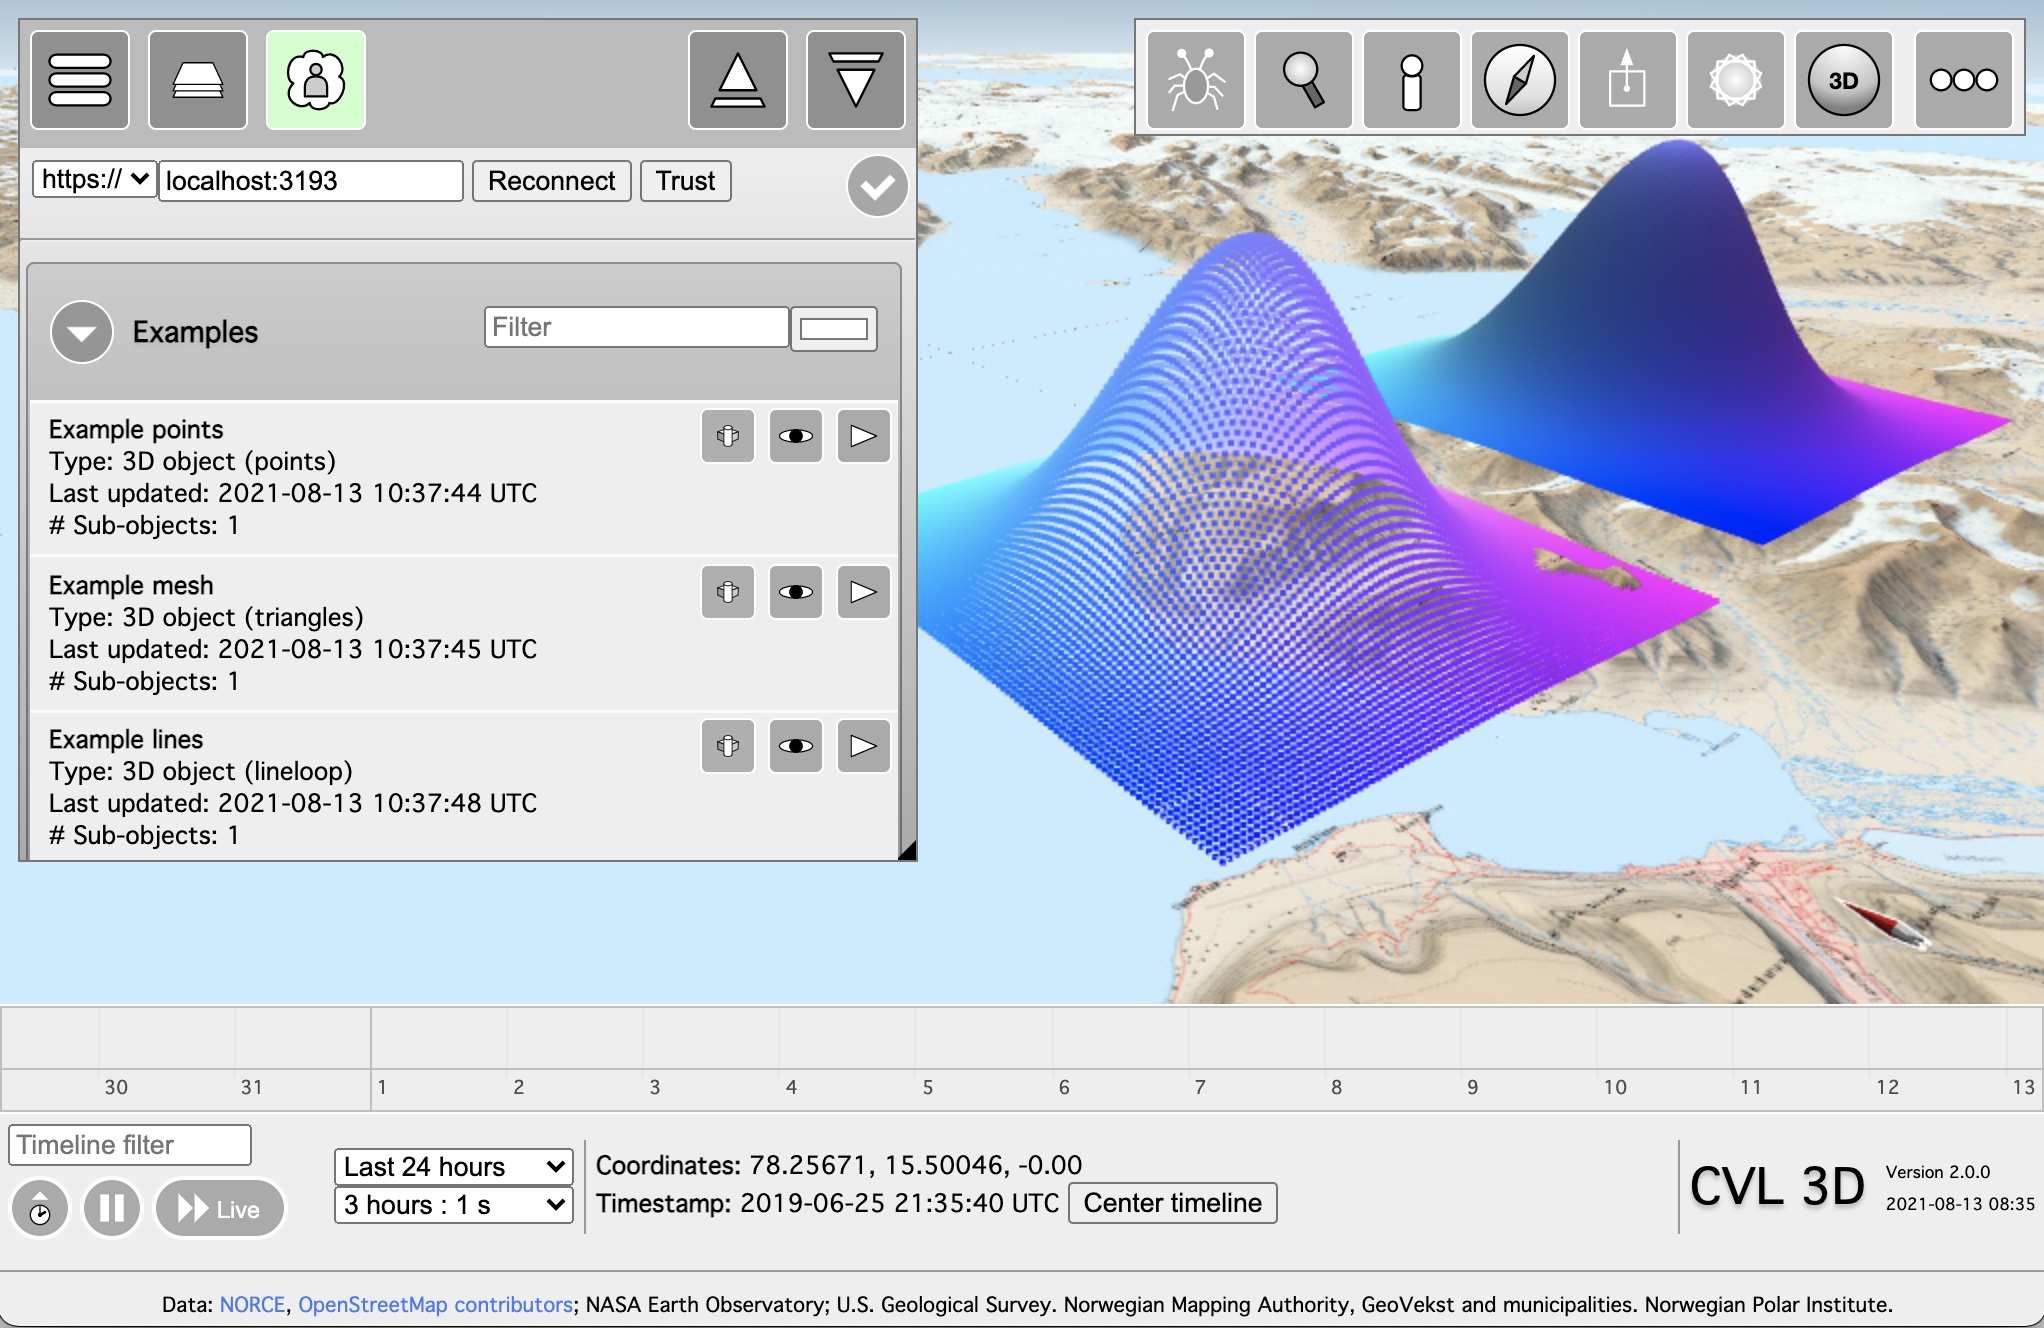 3D
https://
localhost:3193
Reconnect
Trust
Examples
Filter
Example points
Type: 3D object (points)
Last updated: 2021-08-13 10:37:44 UTC
# Sub-objects: 1
Example mesh
Type: 3D object (triangles)
Last updated: 2021-08-13 10:37:45 UTC
# Sub-objects: 1
Example lines
Type: 3D object (lineloop)
Last updated: 2021-08-13 10:37:48 UTC
# Sub-objects: 1
30 31 1 2 3 4 5 6 7 8 9 10 11 12 13
Timeline filter
Live
Last 24 hours
3 hours : 1 s
Coordinates: 78.25671, 15.50046, -0.00
Timestamp: 2019-06-25 21:35:40 UTC
Center timeline
CVL 3D
Version 2.0.0
2021-08-13 08:35
Data: NORCE, OpenStreetMap contributors; NASA Earth Observatory; U.S. Geological Survey. Norwegian Mapping Authority, GeoVekst and municipalities. Norwegian Polar Institute.